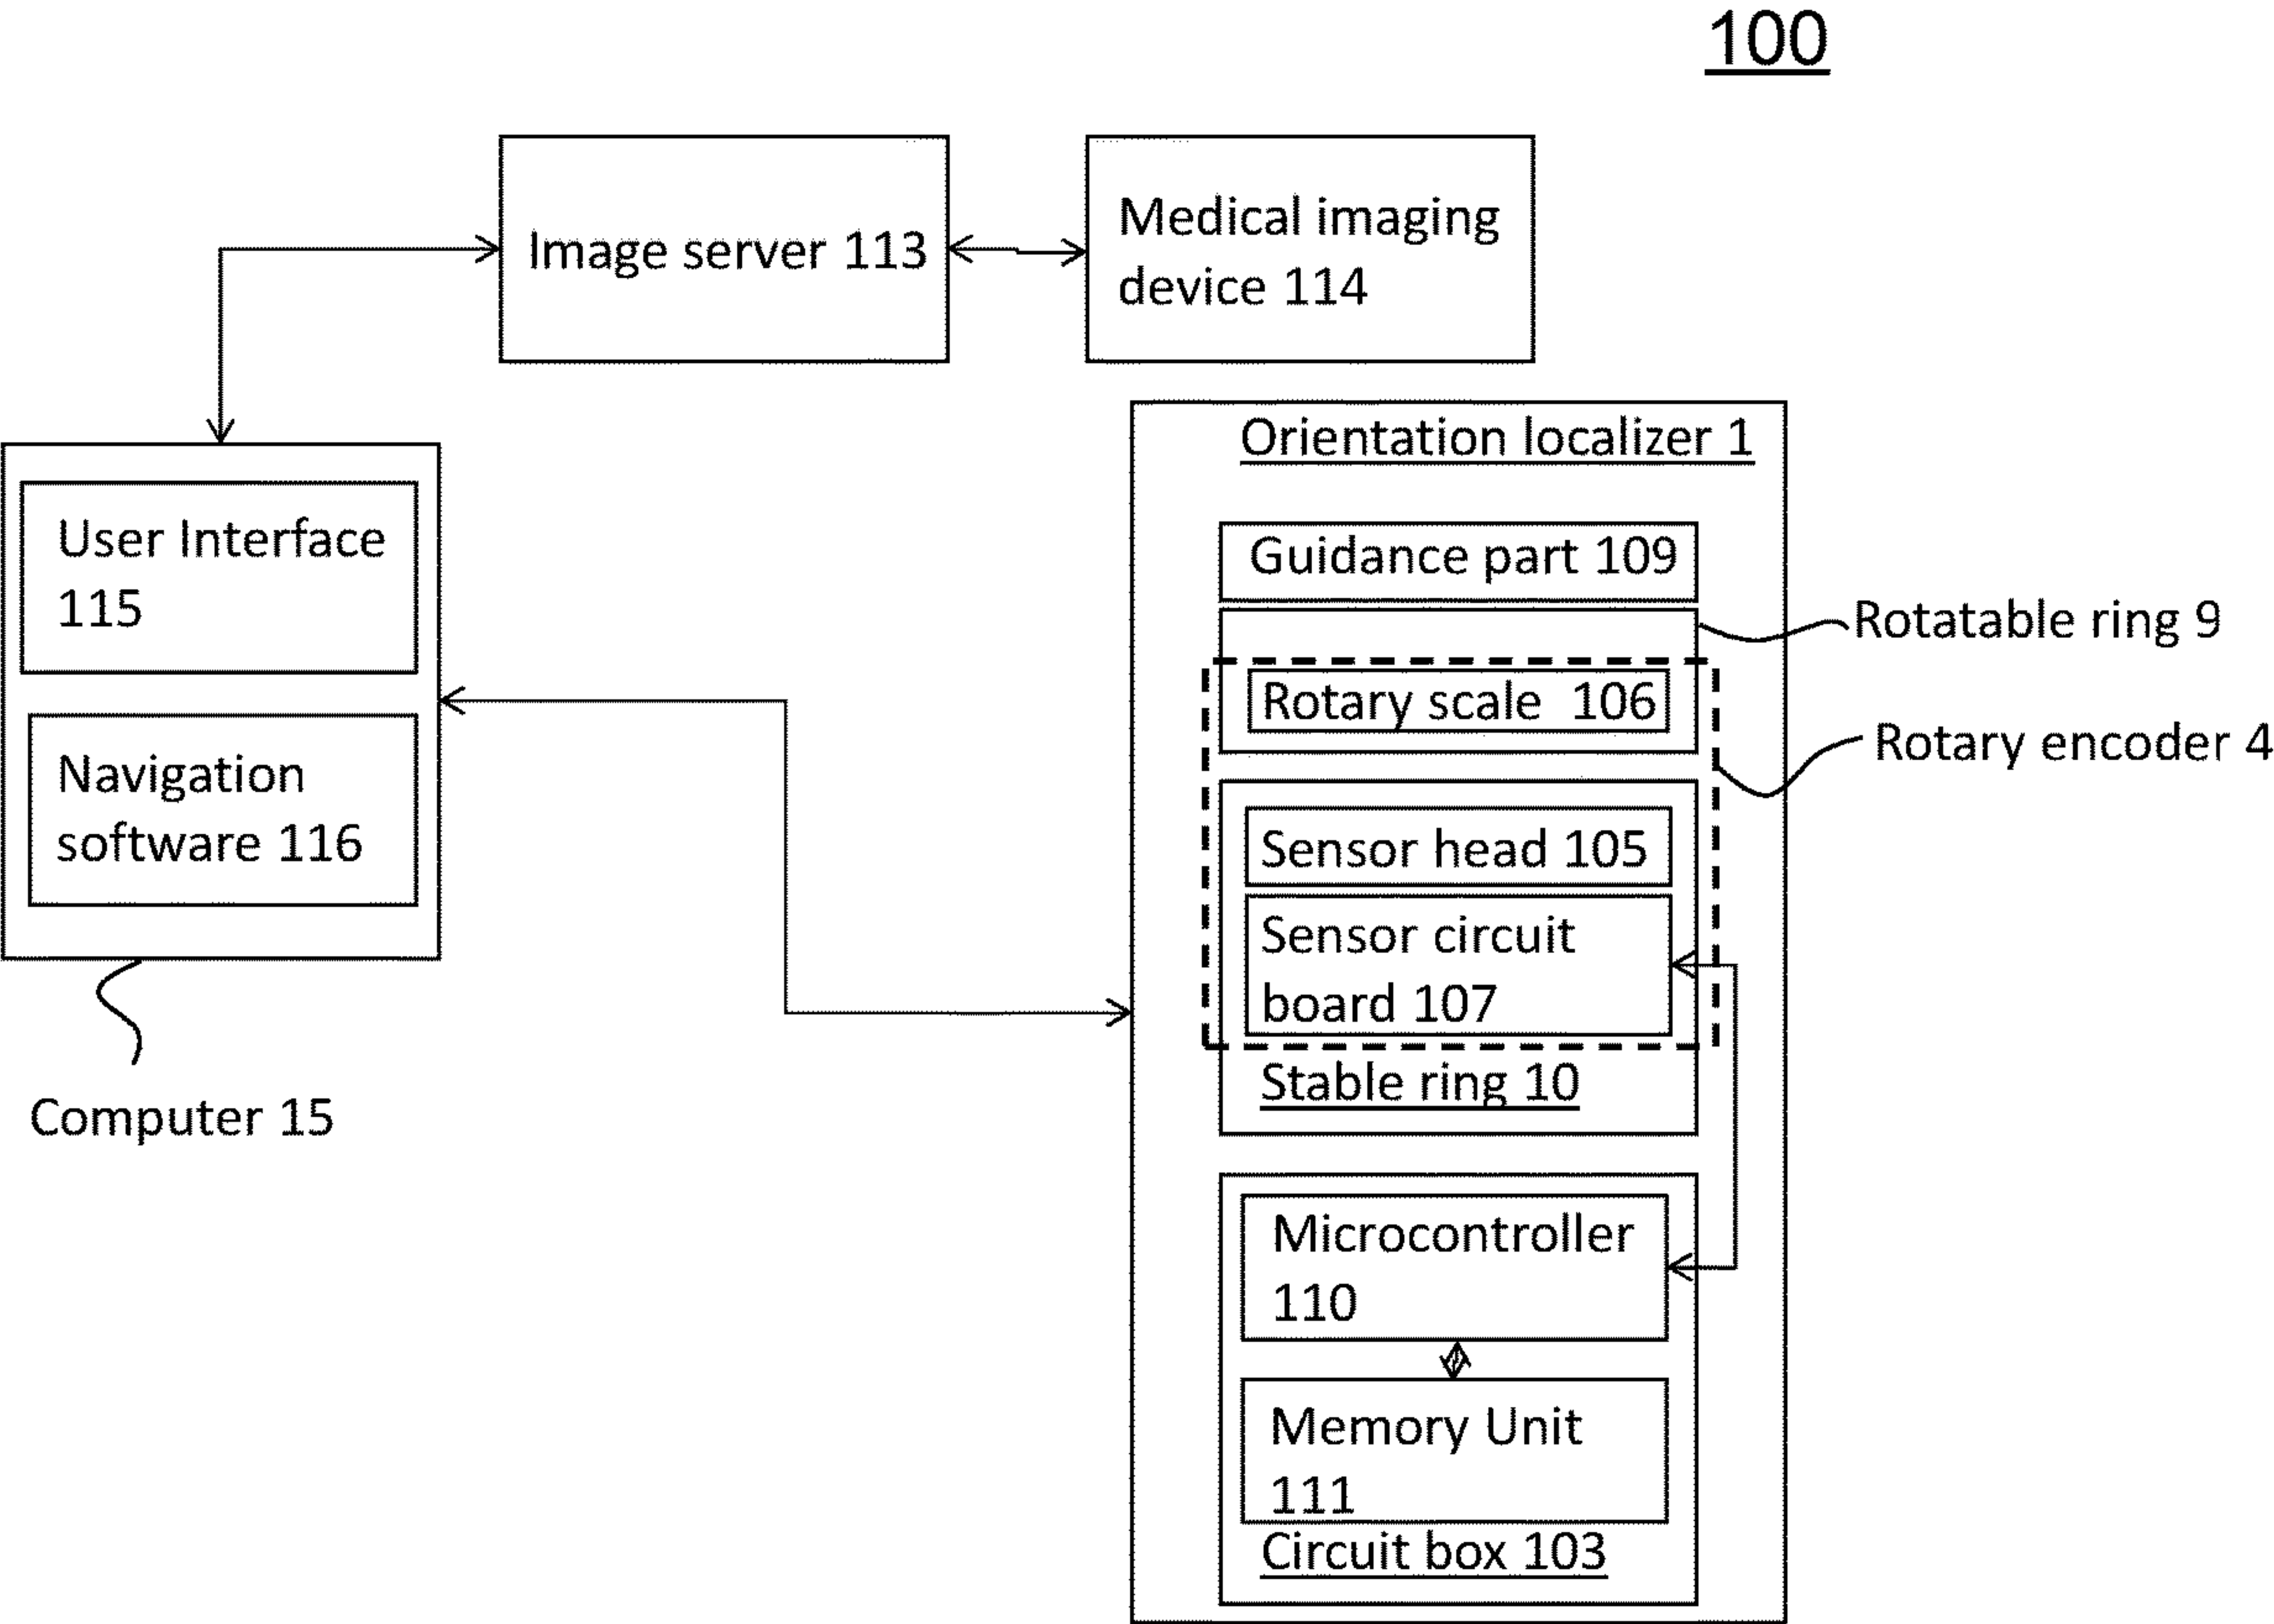 100
Image server 113
Medical imaging
device 114
User Interface
115
Navigation
software 116
Computer 15
Orientation localizer 1
Guidance part 109
Rotatable ring 9
Rotary scale 106
Rotary encoder 4
Sensor head 105
Sensor circuit
board 107
Stable ring 10
Microcontroller
110
Memory Unit
111
Circuit box 103